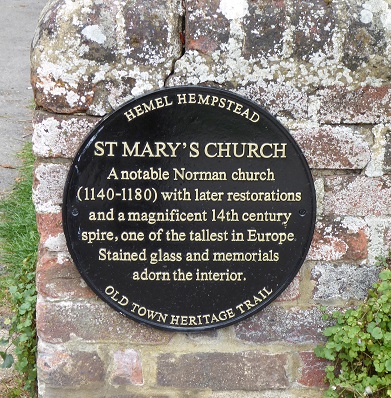 HEMEL HEMPSTEAD
ST MARY'S CHURCH
A notable Norman church
(1140-1180) with later restorations
and a magnificent 14th century
spire, one of the tallest in Europe.
Stained glass and memorials
adorn the interior.
OLD TOWN HERITAGE TRAIL